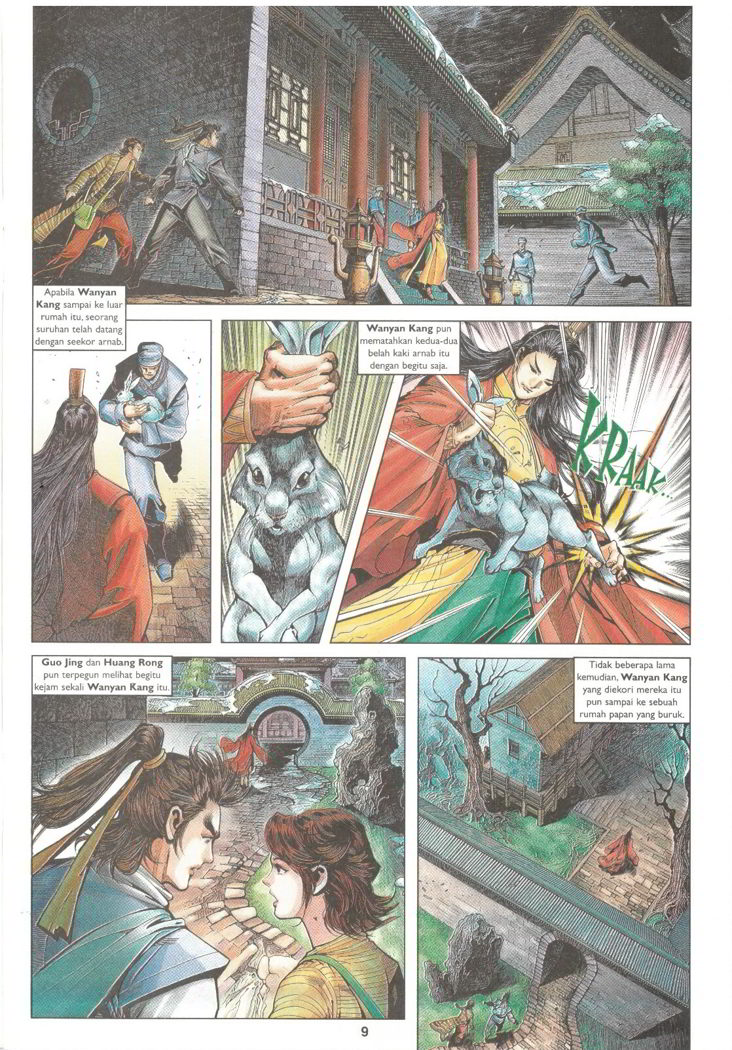 Apabila Wanyan
Kang sampai ke luar
rumah itu, seorang
suruhan telah datang
dengan seekor arnab.
Wanyan Kang pun
mematahkan kedua-dua
belah kaki arnab itu
dengan begitu saja.
KRAAK...
Guo Jing dan Huang Rong
pun terpegun melihat begitu
kejam sekali Wanyan Kang itu.
Tidak beberapa lama
kemudian, Wanyan Kang
yang diekori mereka itu
pun sampai ke sebuah
rumah papan yang buruk.
9